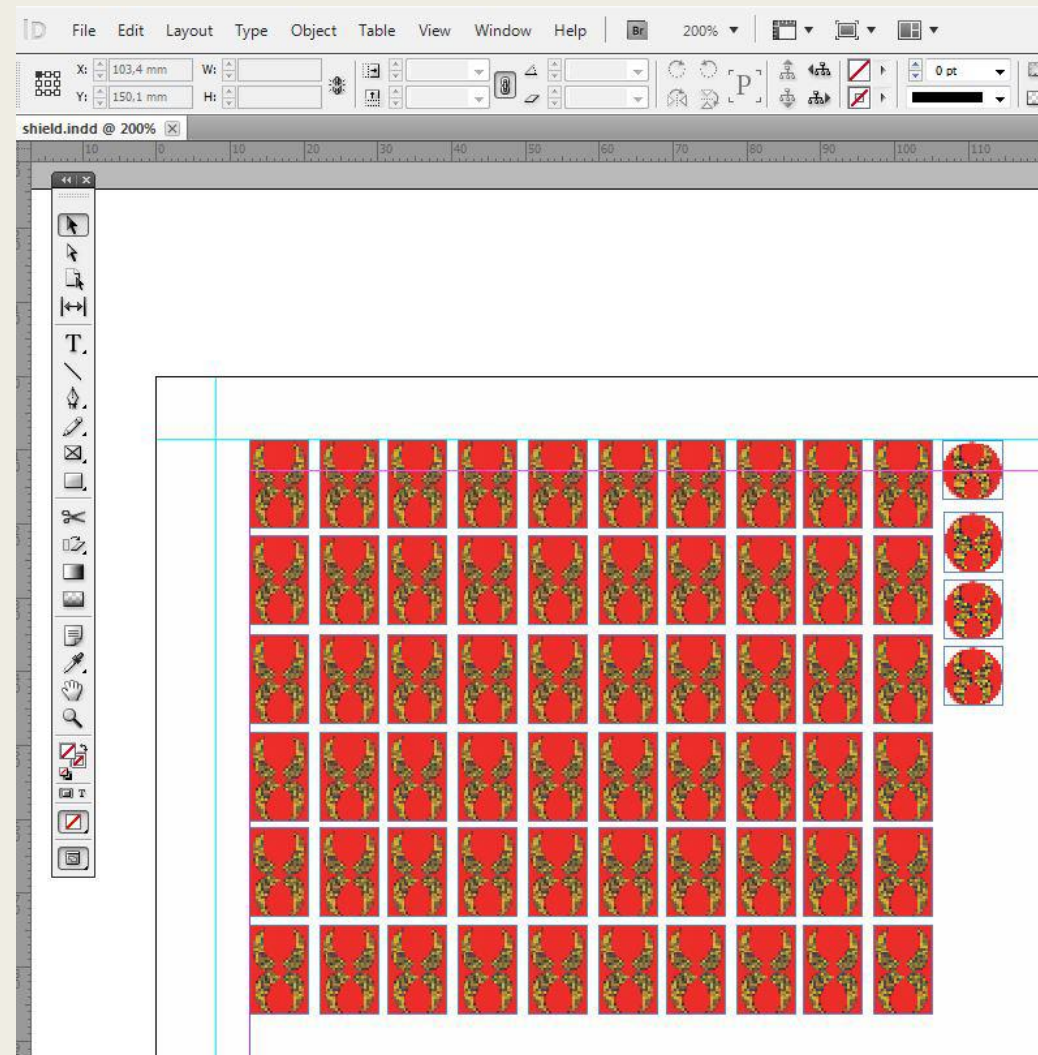 ID File Edit Layout Type Object Table View Window Help Br 200%
X: 103,4 mm W: 0 pt
Y: 150,1 mm H: P
shield.indd @ 200%
10 0 10 20 30 40 50 60 70 80 90 100 110
T
T